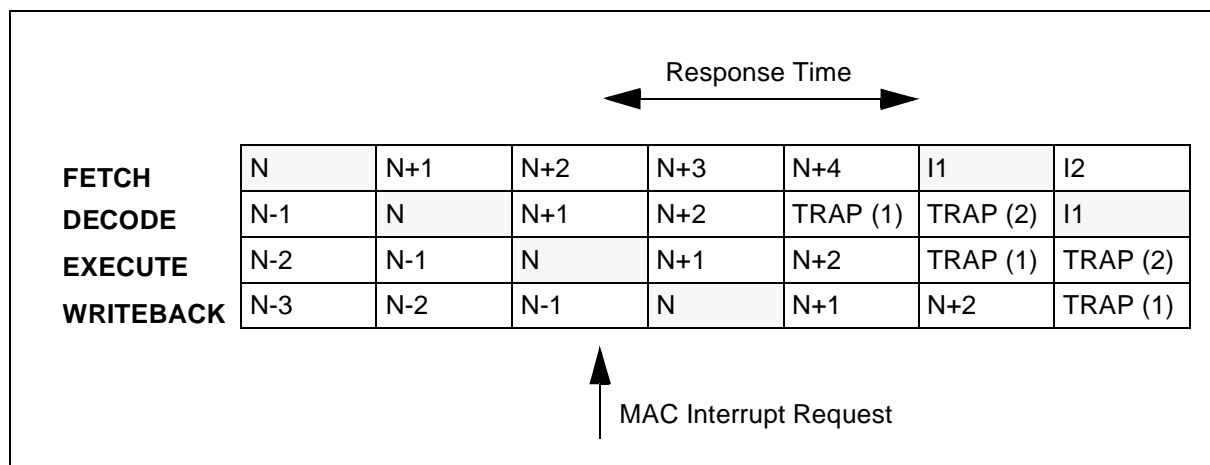 Response Time
FETCH N N+1 N+2 N+3 N+4 I1 I2
DECODE N-1 N N+1 N+2 TRAP (1) TRAP (2) I1
EXECUTE N-2 N-1 N N+1 N+2 TRAP (1) TRAP (2)
WRITEBACK N-3 N-2 N-1 N N+1 N+2 TRAP (1)
MAC Interrupt Request